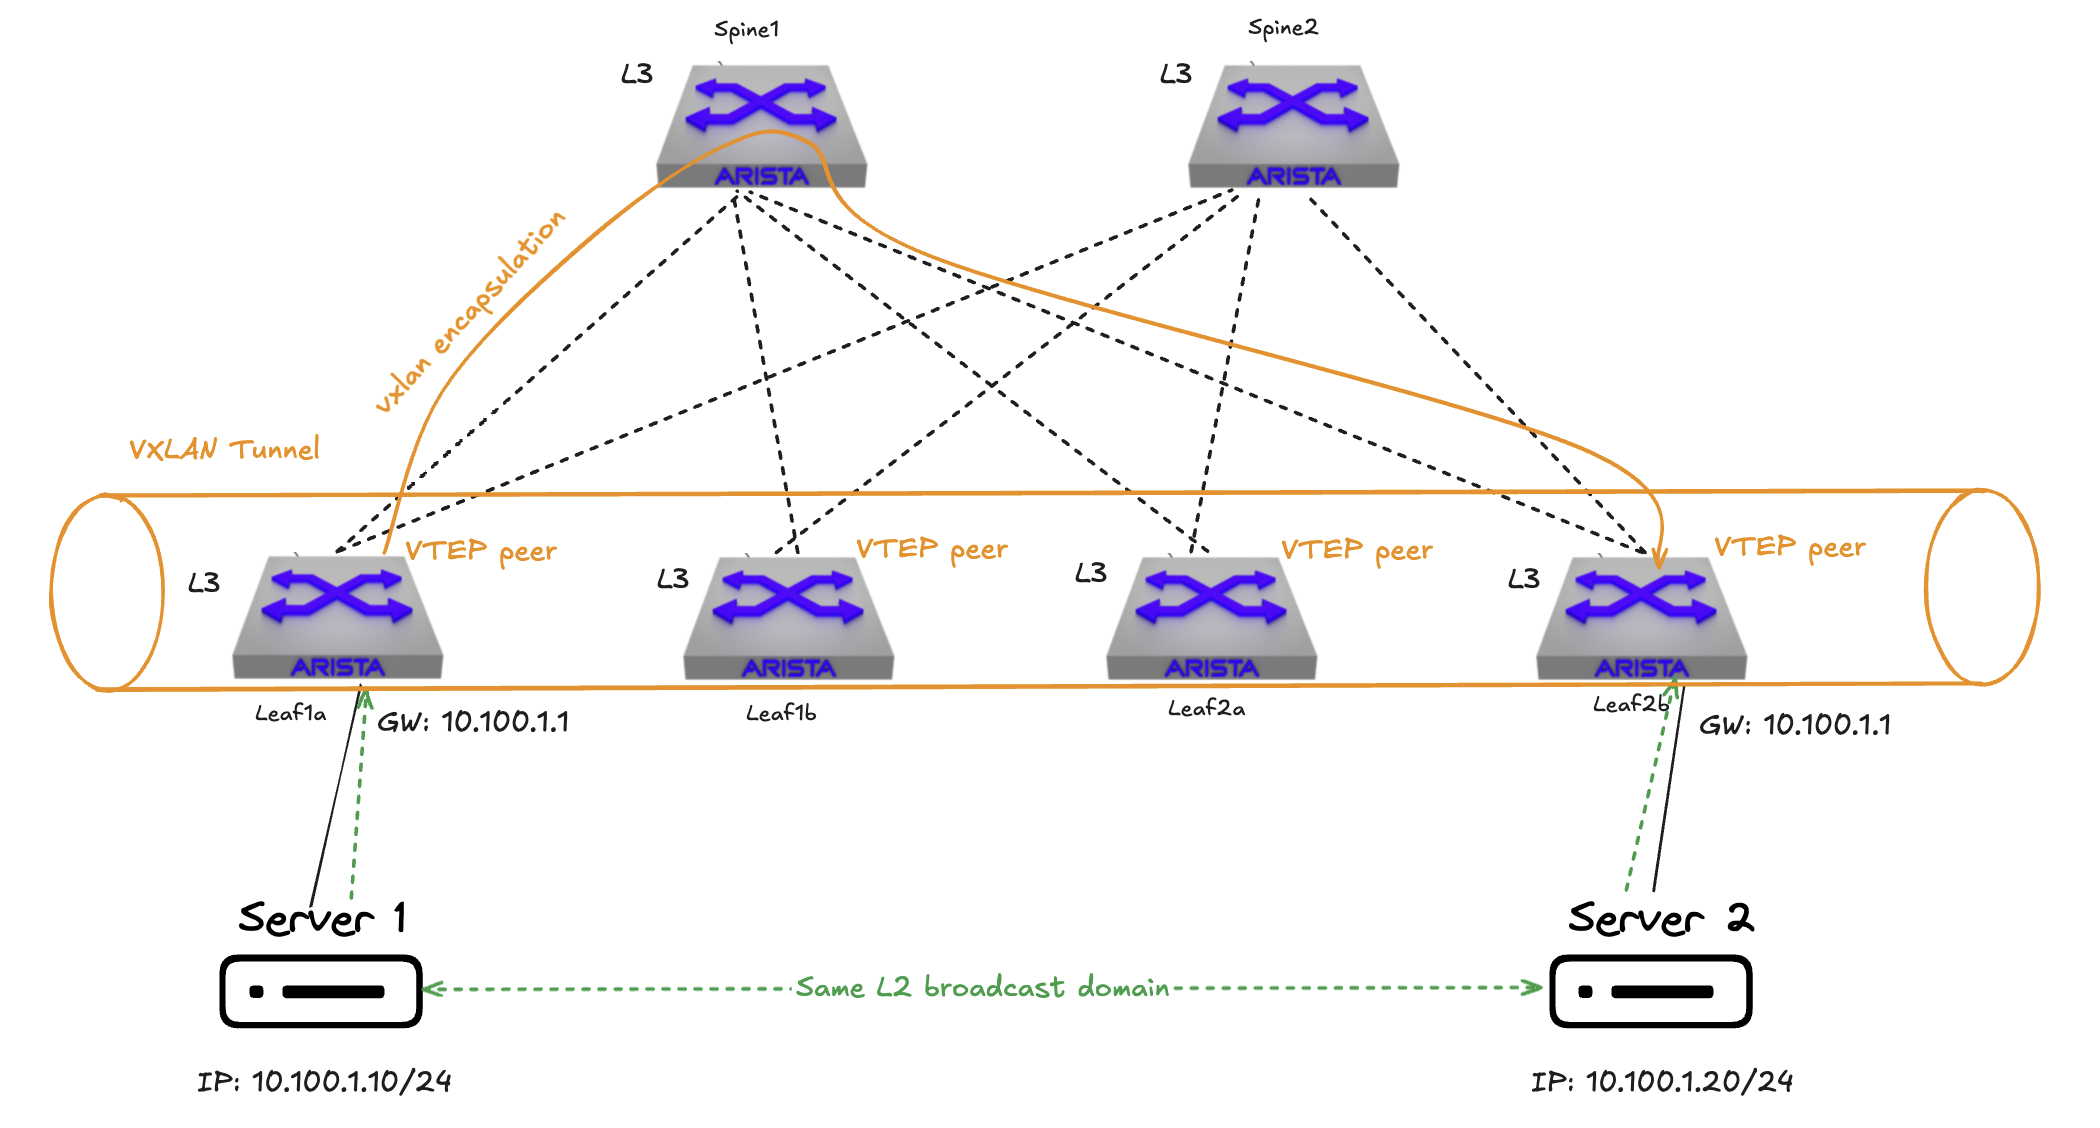 Spine1
Spine2
L3
L3
ARISTA
ARISTA
vxlan encapsulation
VXLAN Tunnel
VTEP peer
VTEP peer
VTEP peer
VTEP peer
L3
L3
L3
L3
ARISTA
ARISTA
ARISTA
ARISTA
Leaf1a
Leaf1b
Leaf2a
Leaf2b
GW: 10.100.1.1
GW: 10.100.1.1
Server 1
Server 2
Same L2 broadcast domain
IP: 10.100.1.10/24
IP: 10.100.1.20/24